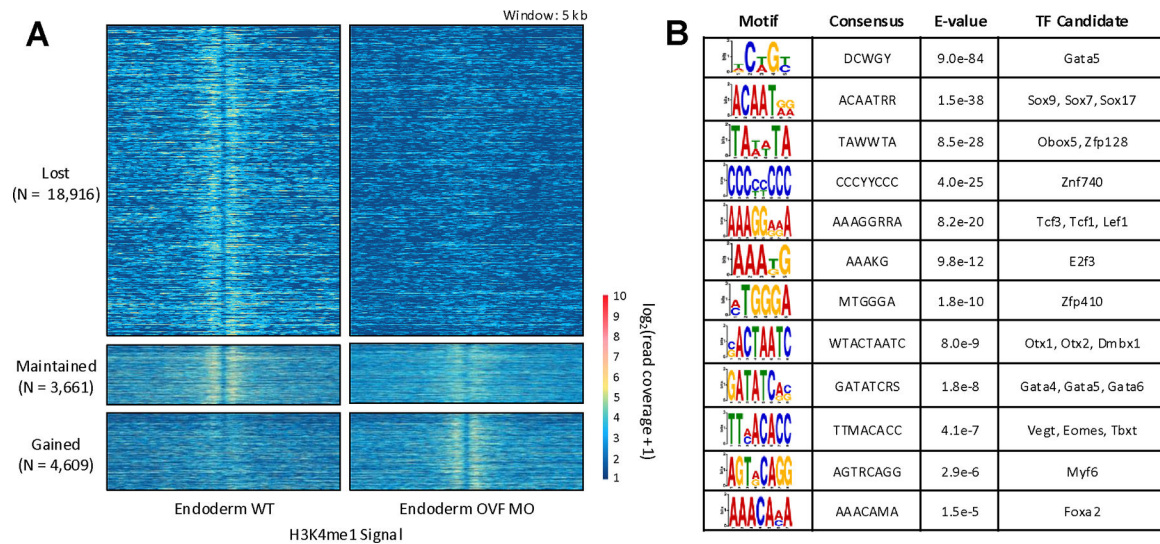 A
Window: 5 kb
Lost
(N = 18,916)
Maintained
(N = 3,661)
Gained
(N = 4,609)
Endoderm WT
Endoderm OVF MO
H3K4me1 Signal
10
9
8
7
6
5
4
3
2
1
log2(read coverage+1)
B
Motif Consensus E-value TF Candidate
DCWGY 9.0e-84 Gata5
ACAATRR 1.5e-38 Sox9, Sox7, Sox17
TAWWTA 8.5e-28 Obox5, Zfp128
CCCYYCCC 4.0e-25 Znf740
AAAGGRRA 8.2e-20 Tcf3, Tcf1, Lef1
AAAKG 9.8e-12 E2f3
MTGGGA 1.8e-10 Zfp410
WTACTAATC 8.0e-9 Otx1, Otx2, Dmbx1
GATATCRS 1.8e-8 Gata4, Gata5, Gata6
TTMACACC 4.1e-7 Vegt, Eomes, Tbxt
AGTRCAGG 2.9e-6 Myf6
AAACAMA 1.5e-5 Foxa2